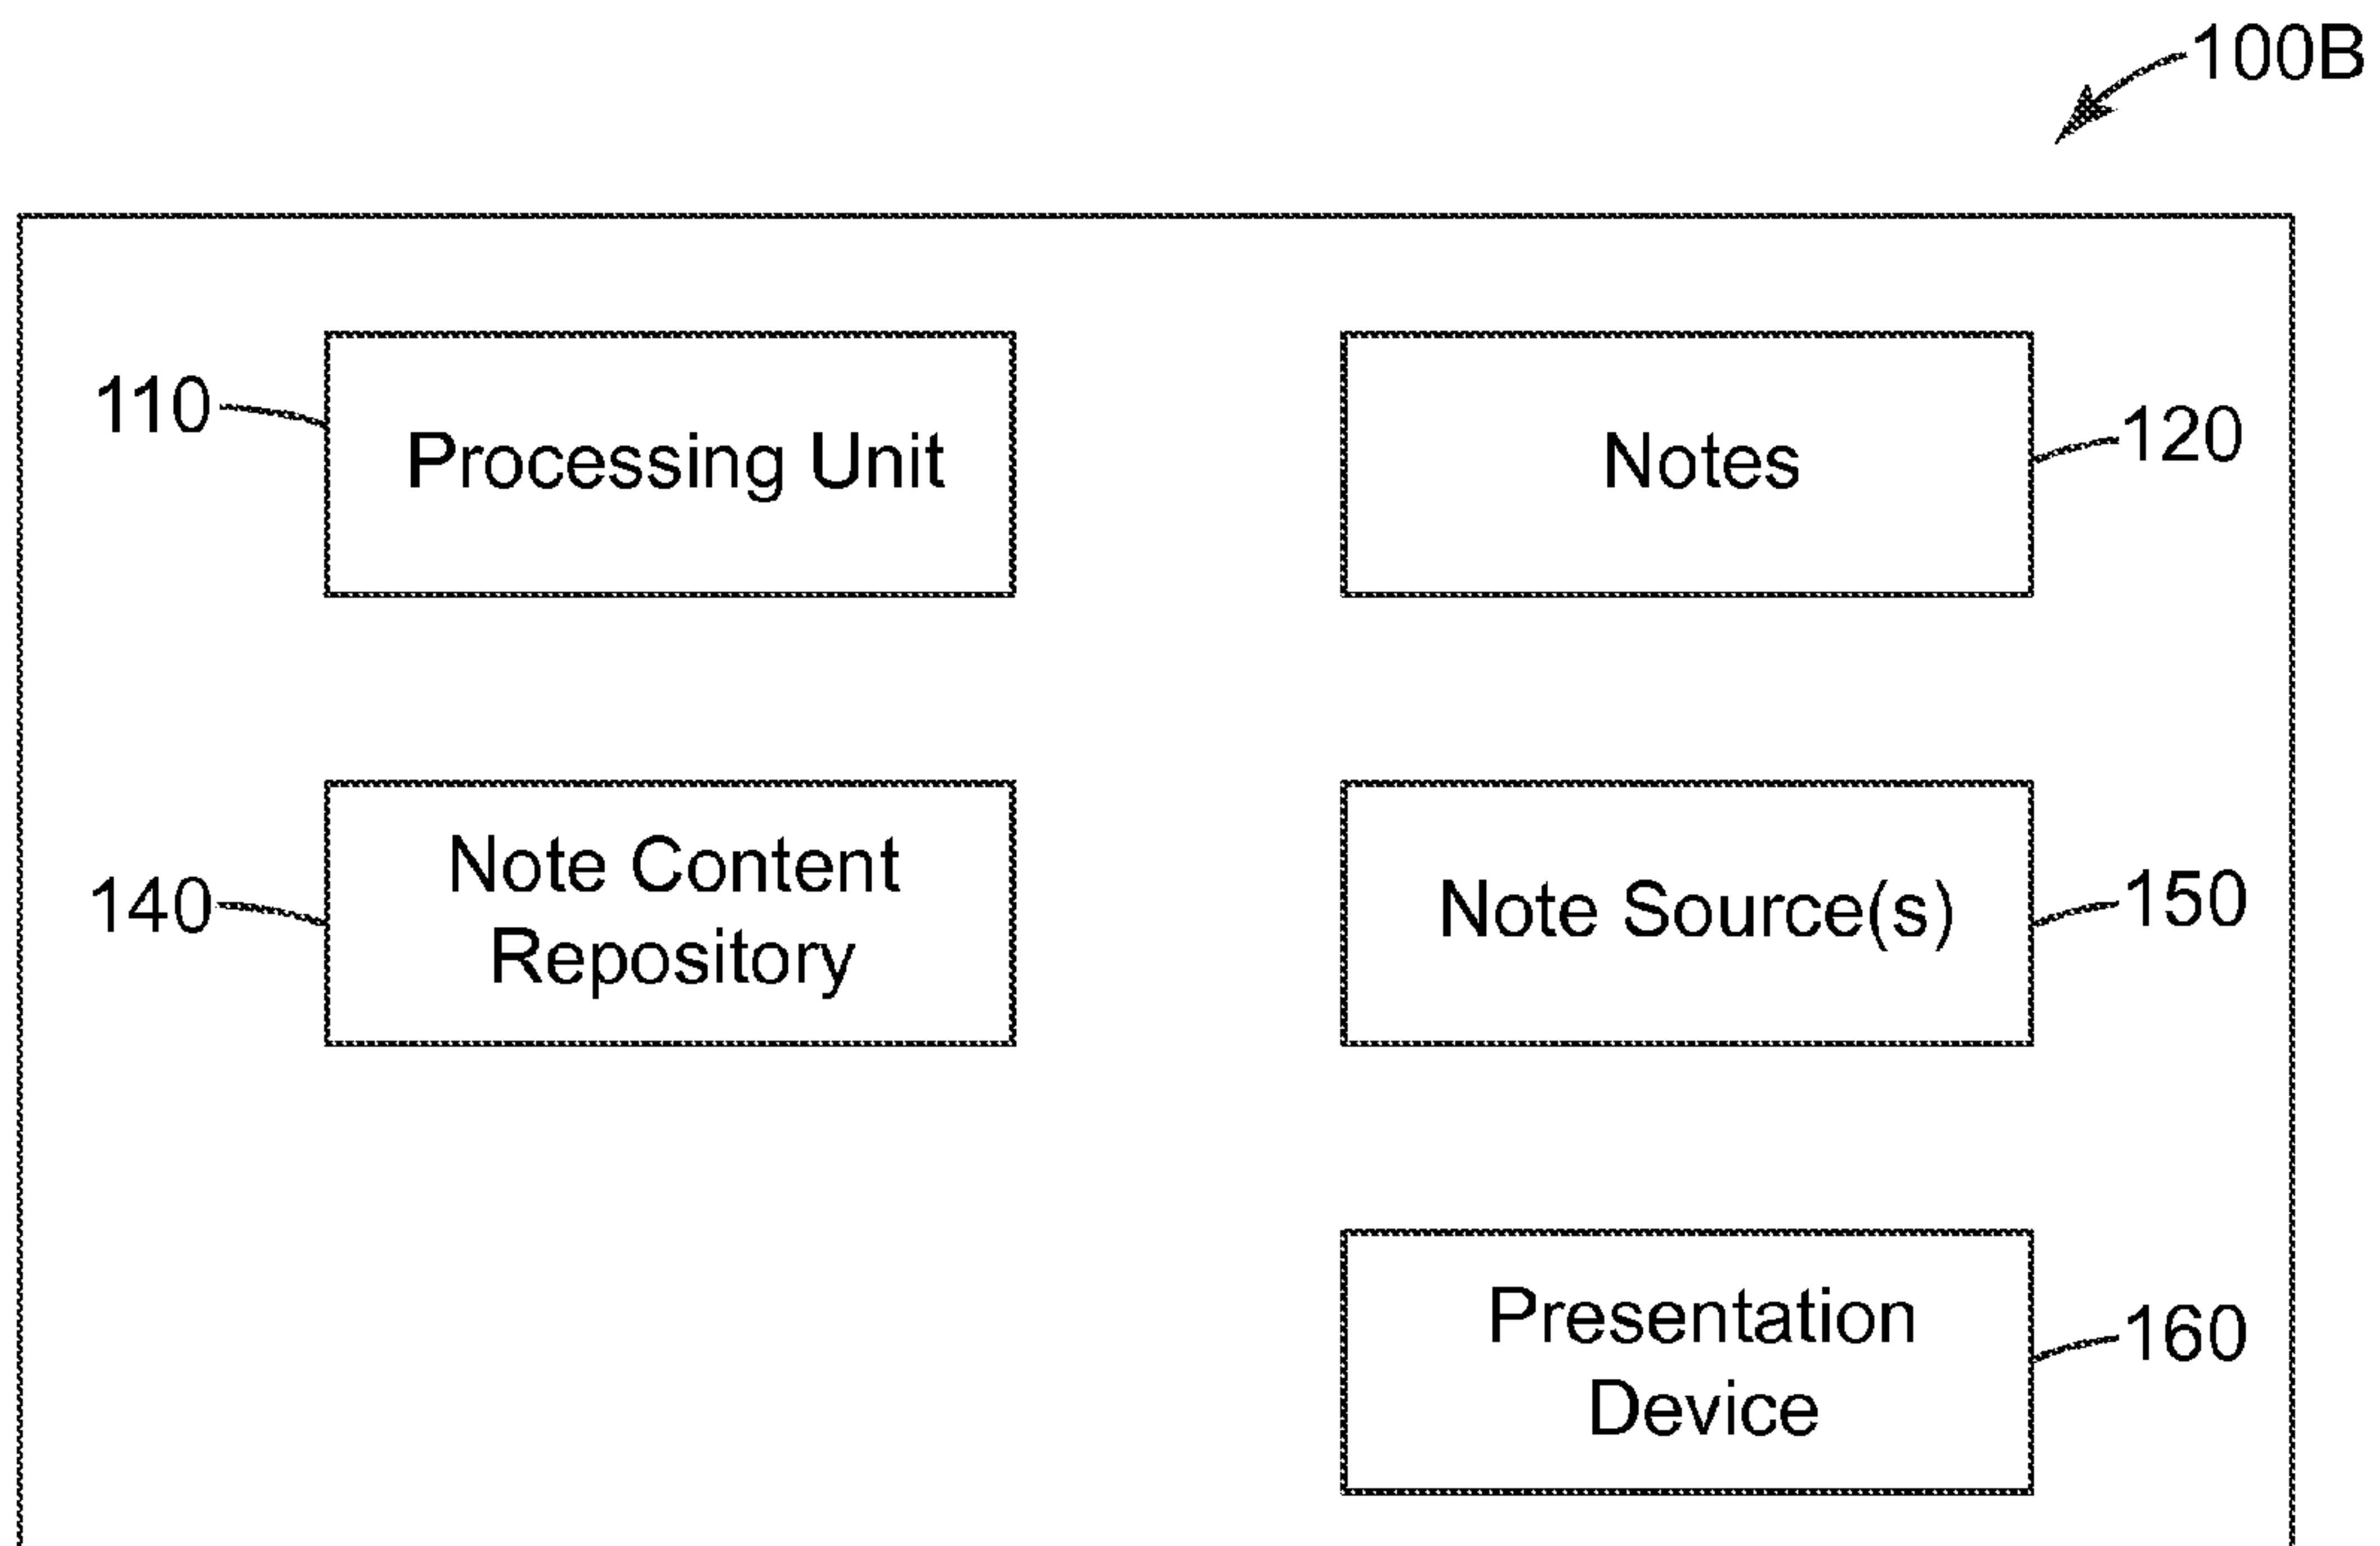 100B
110
Processing Unit
Notes
120
140
Note Content
Repository
Note Source(s)
150
Presentation
Device
160